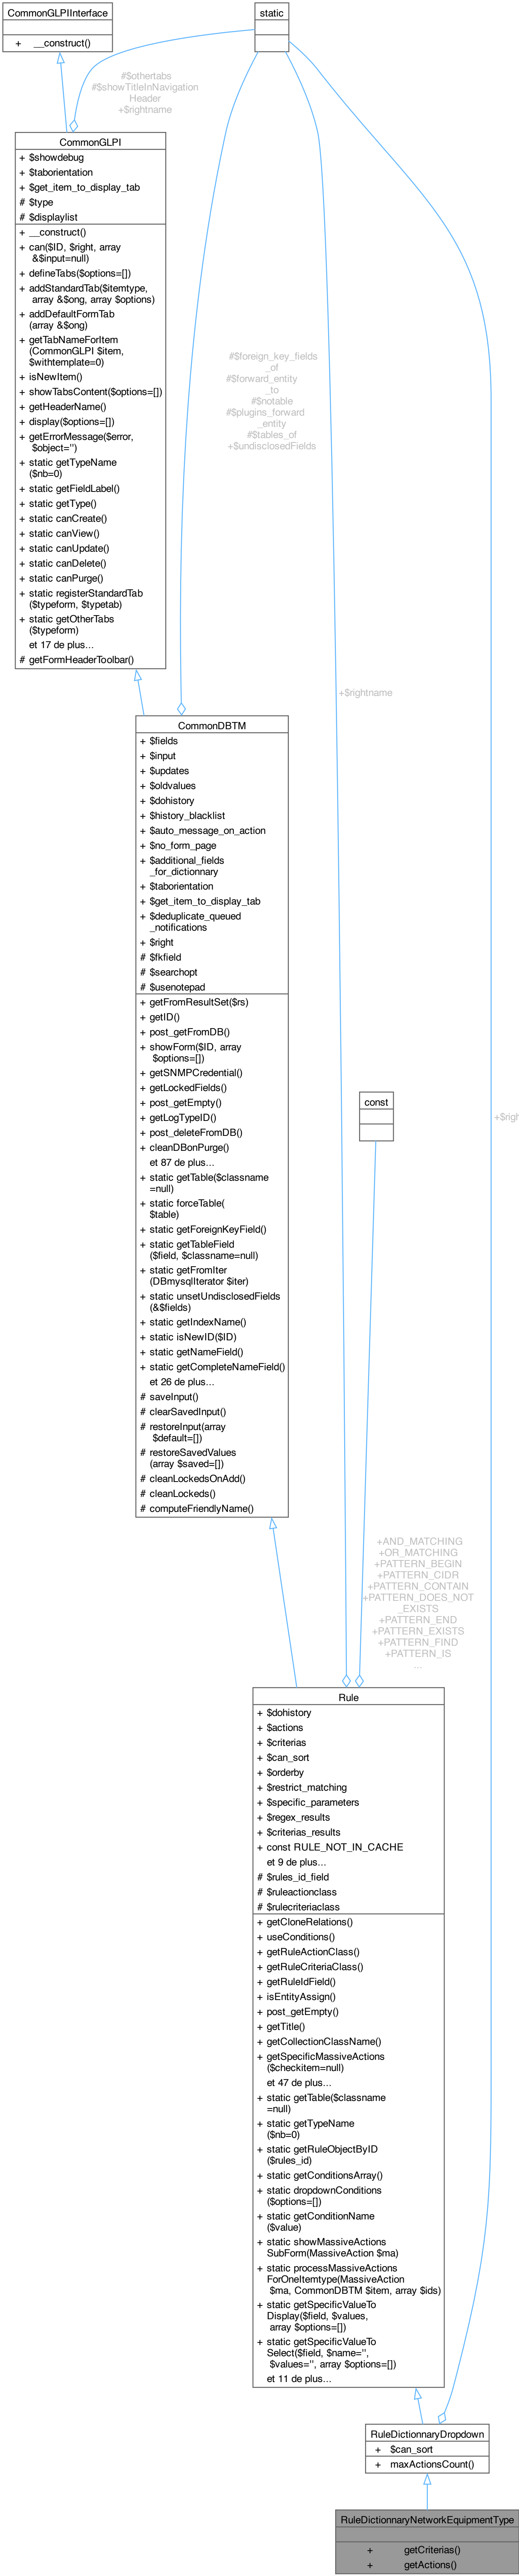 CommonGLPIInterface
+ __construct()
static
#$othertabs
#$showTitleInNavigation
Header
+$rightname
CommonGLPI
+ $showdebug
+ $taborientation
+ $get_item_to_display_tab
# $type
# $displaylist
+ __construct()
+ can($ID, $right, array
&$input=null)
+ defineTabs($options=[])
+ addStandardTab($itemtype,
array &$ong, array $options)
+ addDefaultFormTab
(array &$ong)
+ getTabNameForItem
(CommonGLPI $item,
$withtemplate=0)
+ isNewItem()
+ showTabsContent($options=[])
+ getHeaderName()
+ display($options=[])
+ getErrorMessage($error,
$object='')
+ static getTypeName
($nb=0)
+ static getFieldLabel()
+ static getType()
+ static canCreate()
+ static canView()
+ static canUpdate()
+ static canDelete()
+ static canPurge()
+ static registerStandardTab
($typeform, $typetab)
+ static getOtherTabs
($typeform)
et 17 de plus...
# getFormHeaderToolbar()
#$foreign_key_fields
_of
#$forward_entity
_to
#$notable
#$plugins_forward
_entity
#$tables_of
+$undisclosedFields
+$rightname
CommonDBTM
+ $fields
+ $input
+ $updates
+ $oldvalues
+ $dohistory
+ $history_blacklist
+ $auto_message_on_action
+ $no_form_page
+ $additional_fields
_for_dictionnary
+ $taborientation
+ $get_item_to_display_tab
+ $deduplicate_queued
_notifications
+ $right
# $fkfield
# $searchopt
# $usenotepad
+ getFromResultSet($rs)
+ getID()
+ post_getFromDB()
+ showForm($ID, array
$options=[])
+ getSNMPCredential()
+ getLockedFields()
+ post_getEmpty()
+ getLogTypeID()
+ post_deleteFromDB()
+ cleanDBonPurge()
et 87 de plus...
+ static getTable($classname
=null)
+ static forceTable(
$table)
+ static getForeignKeyField()
+ static getTableField
($field, $classname=null)
+ static getFromIter
(DBmysqlIterator $iter)
+ static unsetUndisclosedFields
(&$fields)
+ static getIndexName()
+ static isNewID($ID)
+ static getNameField()
+ static getCompleteNameField()
et 26 de plus...
# saveInput()
# clearSavedInput()
# restoreInput(array
$default=[])
# restoreSavedValues
(array $saved=[])
# cleanLockedsOnAdd()
# cleanLockeds()
# computeFriendlyName()
const
+$righ
+AND_MATCHING
+OR_MATCHING
+PATTERN_BEGIN
+PATTERN_CIDR
+PATTERN_CONTAIN
+PATTERN_DOES_NOT
_EXISTS
+PATTERN_END
+PATTERN_EXISTS
+PATTERN_FIND
+PATTERN_IS
...
Rule
+ $dohistory
+ $actions
+ $criterias
+ $can_sort
+ $orderby
+ $restrict_matching
+ $specific_parameters
+ $regex_results
+ $criterias_results
+ const RULE_NOT_IN_CACHE
et 9 de plus...
# $rules_id_field
# $ruleactionclass
# $rulecriteriaclass
+ getCloneRelations()
+ useConditions()
+ getRuleActionClass()
+ getRuleCriteriaClass()
+ getRuleIdField()
+ isEntityAssign()
+ post_getEmpty()
+ getTitle()
+ getCollectionClassName()
+ getSpecificMassiveActions
($checkitem=null)
et 47 de plus...
+ static getTable($classname
=null)
+ static getTypeName
($nb=0)
+ static getRuleObjectByID
($rules_id)
+ static getConditionsArray()
+ static dropdownConditions
($options=[])
+ static getConditionName
($value)
+ static showMassiveActions
SubForm(MassiveAction $ma)
+ static processMassiveActions
ForOneItemtype(MassiveAction
$ma, CommonDBTM $item, array $ids)
+ static getSpecificValueTo
Display($field, $values,
array $options=[])
+ static getSpecificValueTo
Select($field, $name='',
$values='', array $options=[])
et 11 de plus...
RuleDictionnaryDropdown
+ $can_sort
+ maxActionsCount()
RuleDictionnaryNetworkEquipmentType
+ getCriterias()
+ getActions()